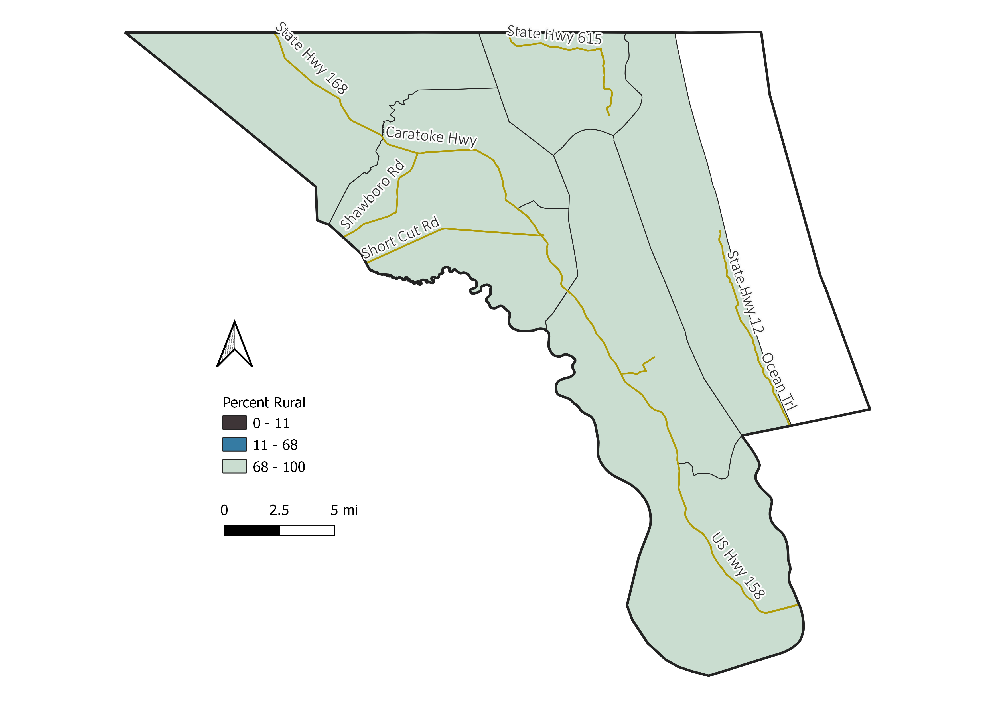 State Hwy 168
State Hwy 615
Caratoke Hwy
Shawboro Rd
Short Cut Rd
State Hwy 12
Ocean Trl
US Hwy 158
Percent Rural
0 - 11
11 - 68
68 - 100
0 2.5 5 mi